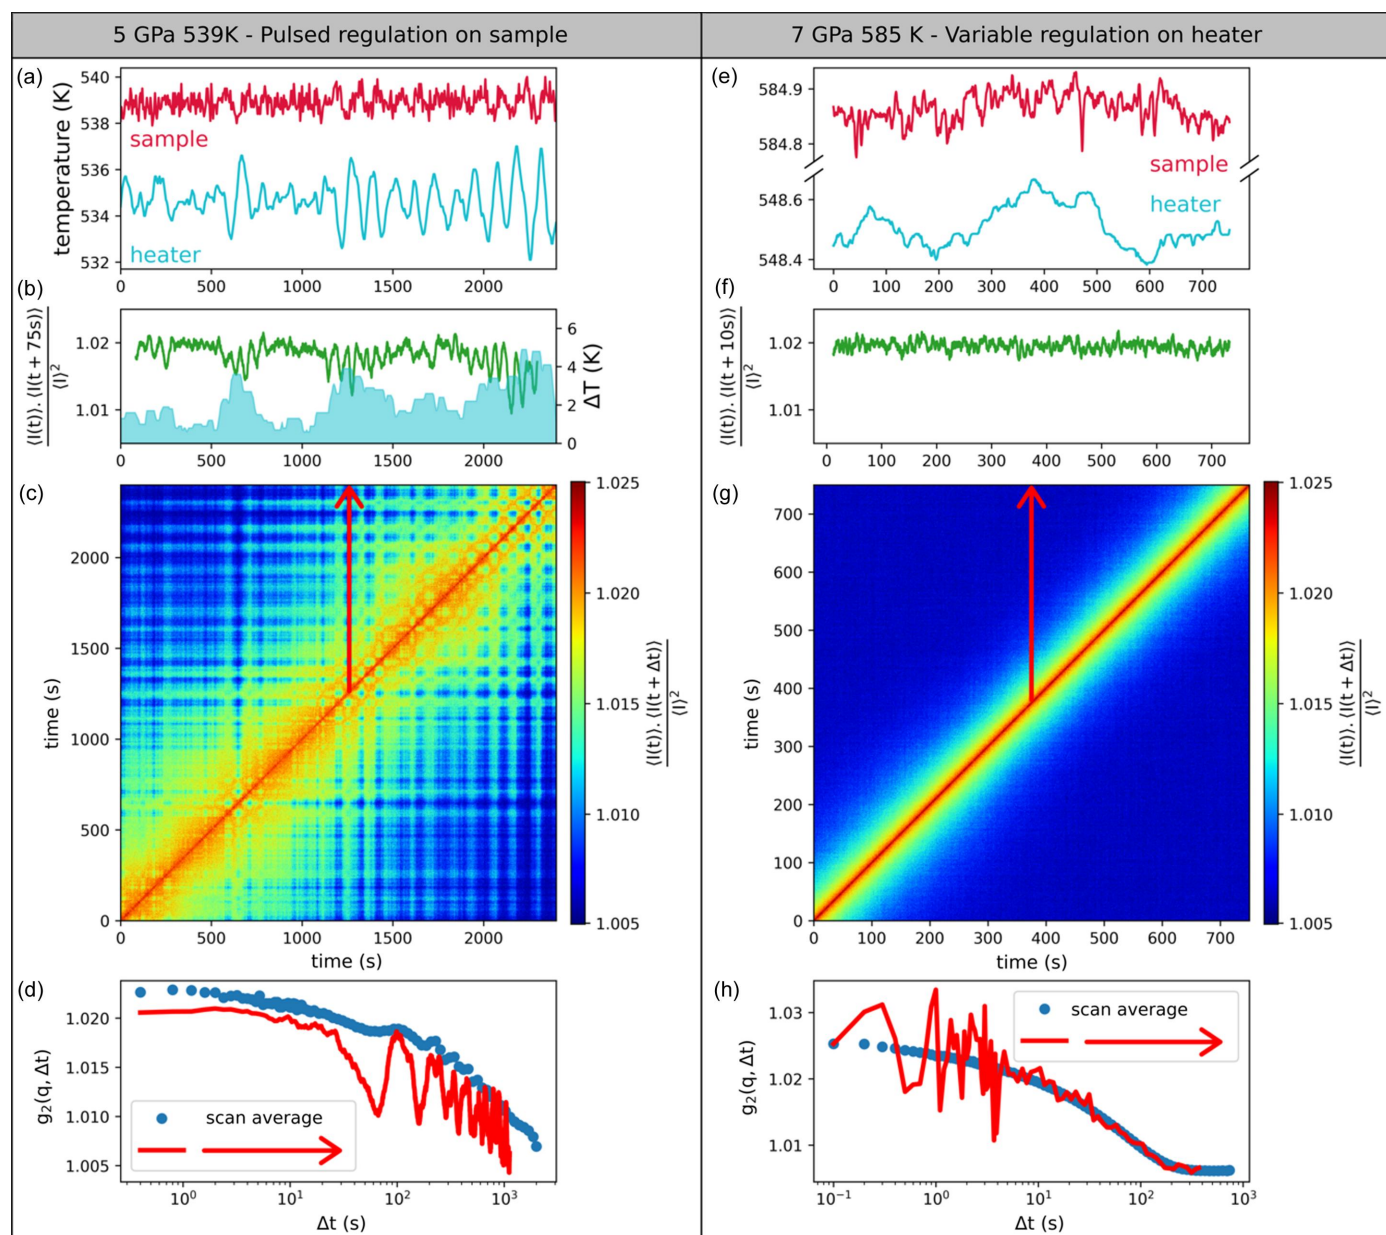 5 GPa 539K - Pulsed regulation on sample
7 GPa 585 K - Variable regulation on heater
(a)
temperature (K)
540
538
536
534
532
sample
heater
0 500 1000 1500 2000
(b)
⟨I(t)⟩. ⟨I(t + 75s)⟩
⟨I⟩²
1.02
1.01
6
4
2
0
ΔT (K)
0 500 1000 1500 2000
(c)
time (s)
2000
1500
1000
500
0
0 500 1000 1500 2000
time (s)
1.025
1.020
1.015
1.010
1.005
⟨I(t)⟩. ⟨I(t + Δt)⟩
⟨I⟩²
(d)
g₂(q, Δt)
1.020
1.015
1.010
1.005
scan average
10⁰ 10¹ 10² 10³
Δt (s)
(e)
584.9
584.8
548.6
548.4
sample
heater
0 100 200 300 400 500 600 700
(f)
⟨I(t)⟩. ⟨I(t + 10s)⟩
⟨I⟩²
1.02
1.01
0 100 200 300 400 500 600 700
(g)
time (s)
700
600
500
400
300
200
100
0
0 100 200 300 400 500 600 700
time (s)
1.025
1.020
1.015
1.010
1.005
⟨I(t)⟩. ⟨I(t + Δt)⟩
⟨I⟩²
(h)
g₂(q, Δt)
1.03
1.02
1.01
scan average
10⁻¹ 10⁰ 10¹ 10² 10³
Δt (s)